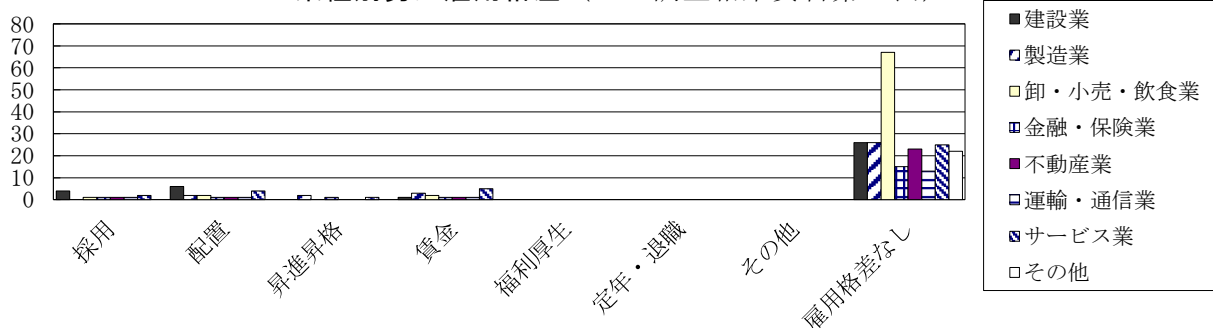 80
70
60
50
40
30
20
10
0
採用
配置
昇進昇格
賃金
福利厚生
定年・退職
その他
雇用格差なし
建設業
製造業
卸・小売・飲食業
金融・保険業
不動産業
運輸・通信業
サービス業
その他